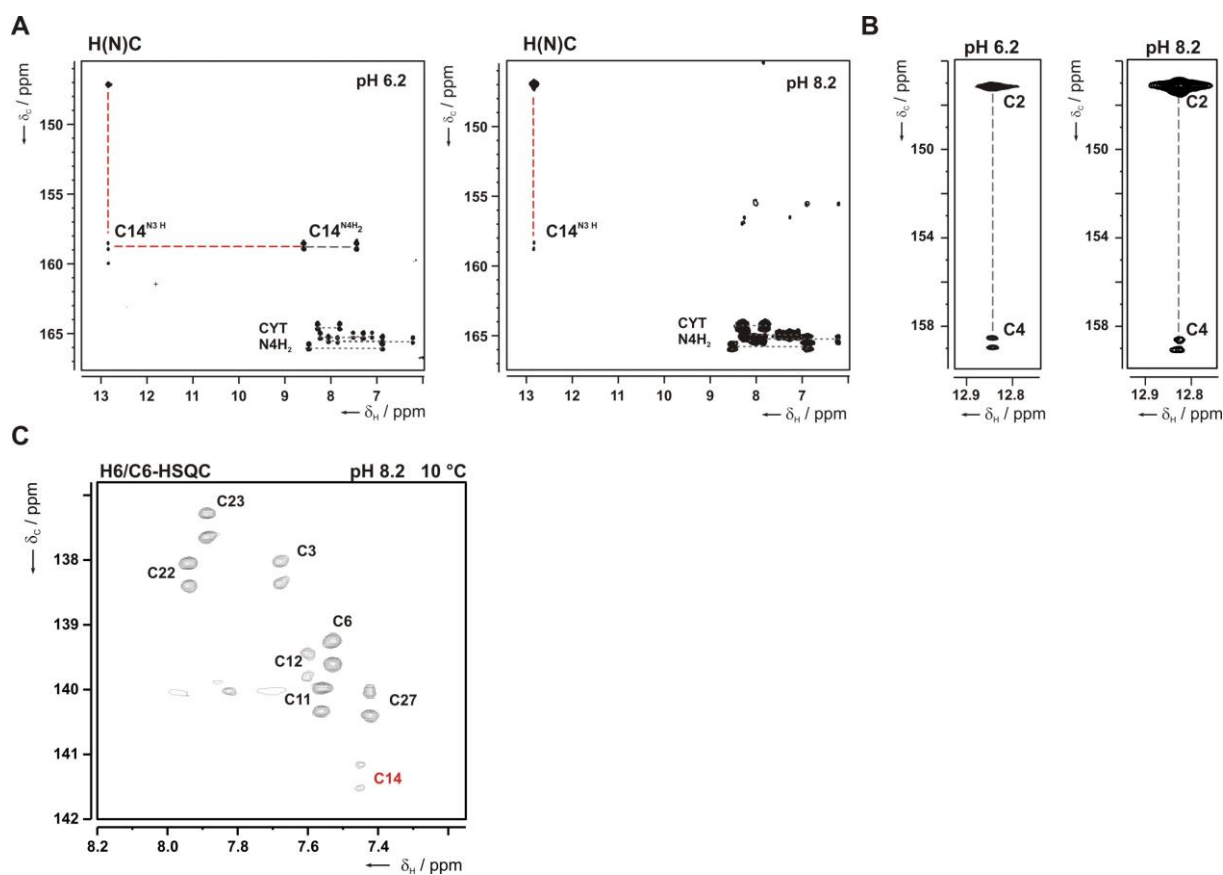 A
H(N)C
pH 6.2
← δC / ppm
150
155
160
165
C14N3 H
C14N4H2
CYT
N4H2
13 12 11 10 9 8 7
← δH / ppm
H(N)C
pH 8.2
← δC / ppm
150
155
160
165
C14N3 H
CYT
N4H2
13 12 11 10 9 8 7
← δH / ppm
B
pH 6.2
← δC / ppm
150
154
158
C2
C4
12.9 12.8
← δH / ppm
pH 8.2
← δC / ppm
150
154
158
C2
C4
12.9 12.8
← δH / ppm
C
H6/C6-HSQC pH 8.2 10 °C
← δC / ppm
138
139
140
141
142
C23
C22
C3
C6
C12
C11
C27
C14
8.2 8.0 7.8 7.6 7.4
← δH / ppm